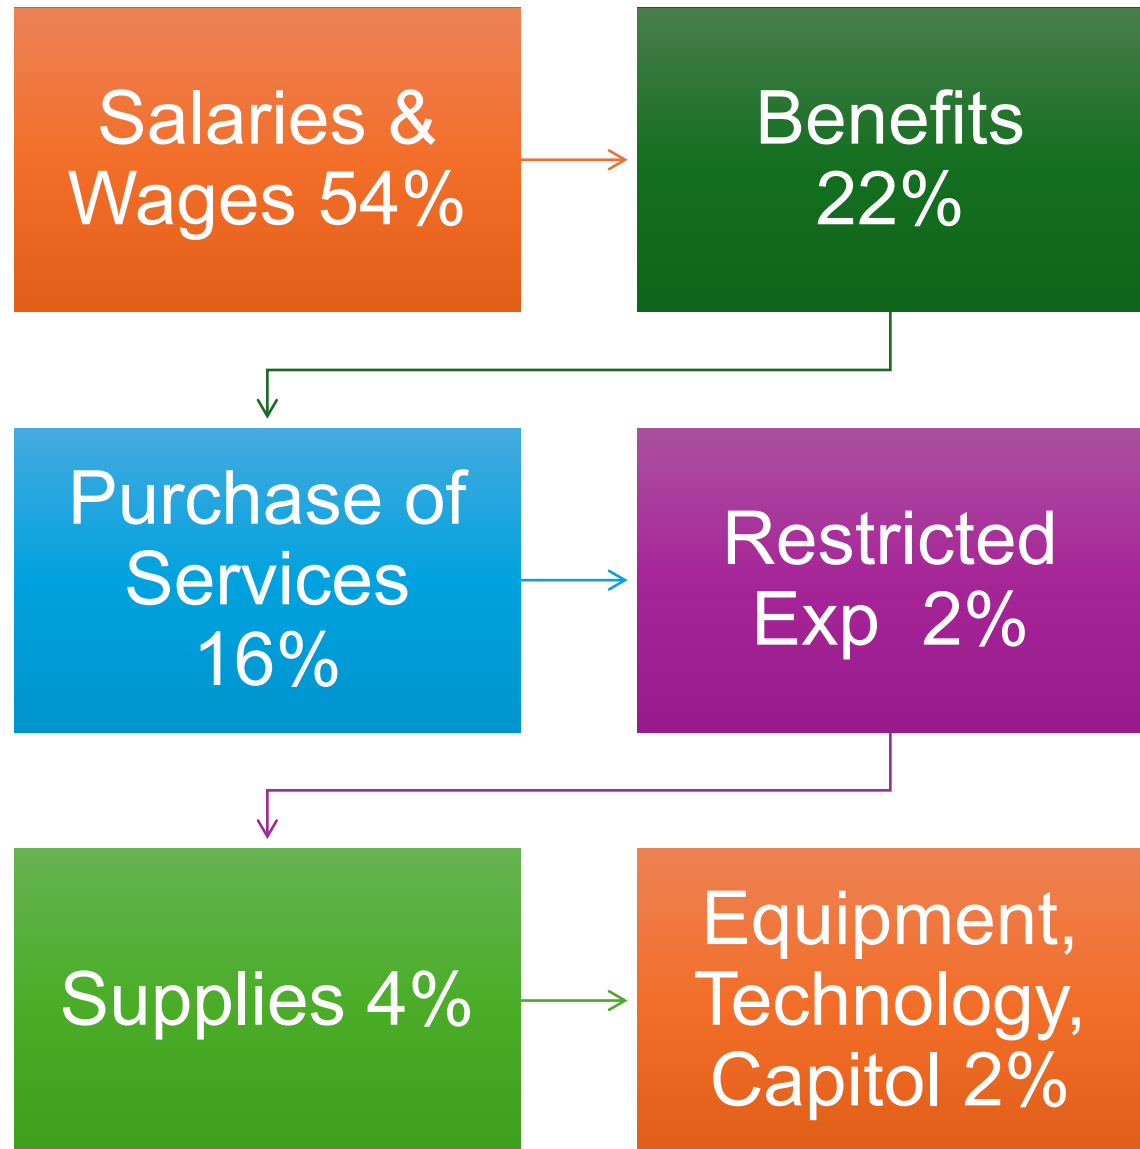 Salaries &
Wages 54%
Benefits
22%
Purchase of
Services
16%
Restricted
Exp  2%
Supplies 4%
Equipment,
Technology,
Capitol 2%